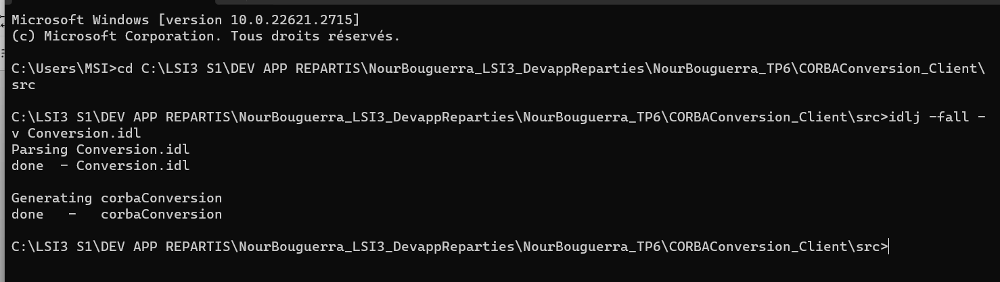 Microsoft Windows [version 10.0.22621.2715]
(c) Microsoft Corporation. Tous droits réservés.
C:\Users\MSI>cd C:\LSI3 S1\DEV APP REPARTIS\NourBouguerra_LSI3_DevappReparties\NourBouguerra_TP6\CORBAConversion_Client\
src
C:\LSI3 S1\DEV APP REPARTIS\NourBouguerra_LSI3_DevappReparties\NourBouguerra_TP6\CORBAConversion_Client\src>idlj -fall -
v Conversion.idl
Parsing Conversion.idl
done  - Conversion.idl
Generating corbaConversion
done   -   corbaConversion
C:\LSI3 S1\DEV APP REPARTIS\NourBouguerra_LSI3_DevappReparties\NourBouguerra_TP6\CORBAConversion_Client\src>